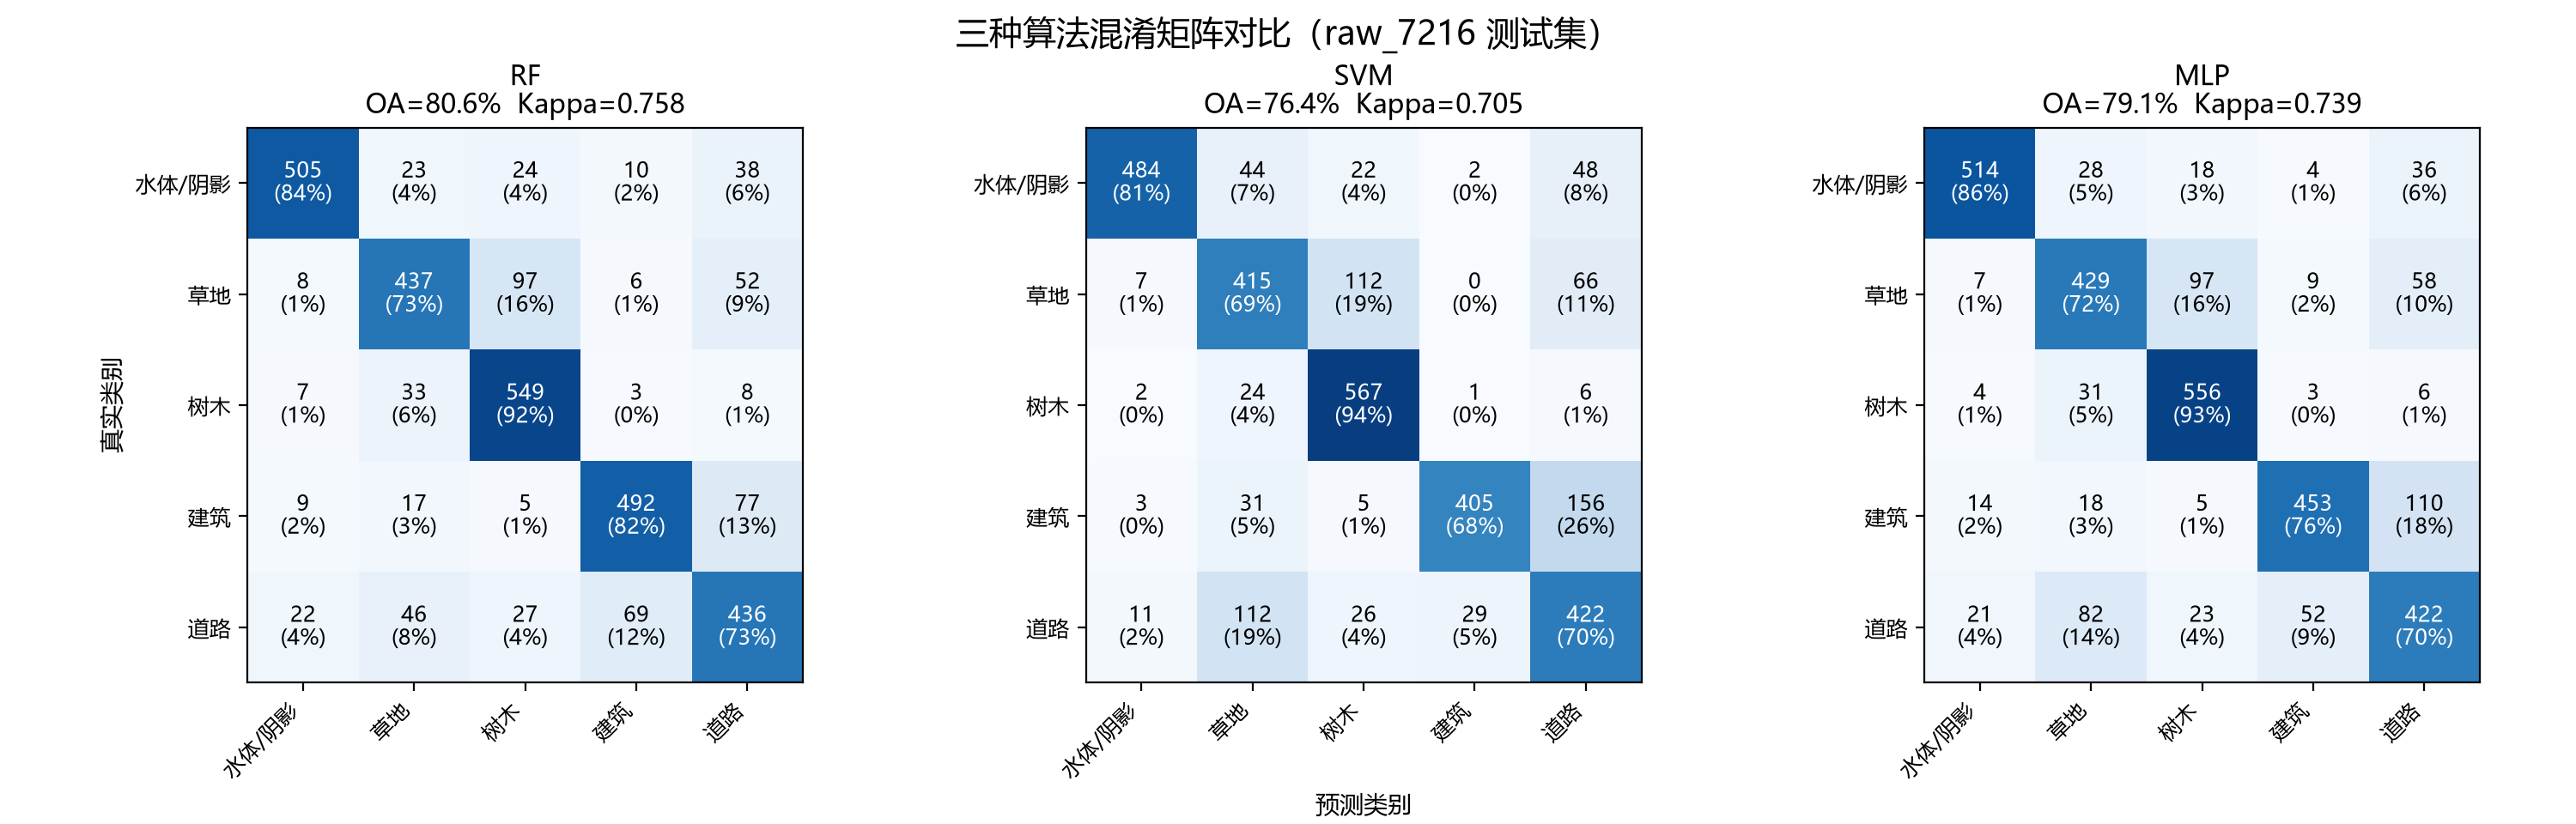 三种算法混淆矩阵对比（raw_7216 测试集）
RF
OA=80.6% Kappa=0.758
真实类别
水体/阴影
草地
树木
建筑
道路
505 23 24 10 38
(84%) (4%) (4%) (2%) (6%)
8 437 97 6 52
(1%) (73%) (16%) (1%) (9%)
7 33 549 3 8
(1%) (6%) (92%) (0%) (1%)
9 17 5 492 77
(2%) (3%) (1%) (82%) (13%)
22 46 27 69 436
(4%) (8%) (4%) (12%) (73%)
水体/阴影 草地 树木 建筑 道路
SVM
OA=76.4% Kappa=0.705
水体/阴影
草地
树木
建筑
道路
484 44 22 2 48
(81%) (7%) (4%) (0%) (8%)
7 415 112 0 66
(1%) (69%) (19%) (0%) (11%)
2 24 567 1 6
(0%) (4%) (94%) (0%) (1%)
3 31 5 405 156
(0%) (5%) (1%) (68%) (26%)
11 112 26 29 422
(2%) (19%) (4%) (5%) (70%)
水体/阴影 草地 树木 建筑 道路
预测类别
MLP
OA=79.1% Kappa=0.739
水体/阴影
草地
树木
建筑
道路
514 28 18 4 36
(86%) (5%) (3%) (1%) (6%)
7 429 97 9 58
(1%) (72%) (16%) (2%) (10%)
4 31 556 3 6
(1%) (5%) (93%) (0%) (1%)
14 18 5 453 110
(2%) (3%) (1%) (76%) (18%)
21 82 23 52 422
(4%) (14%) (4%) (9%) (70%)
水体/阴影 草地 树木 建筑 道路